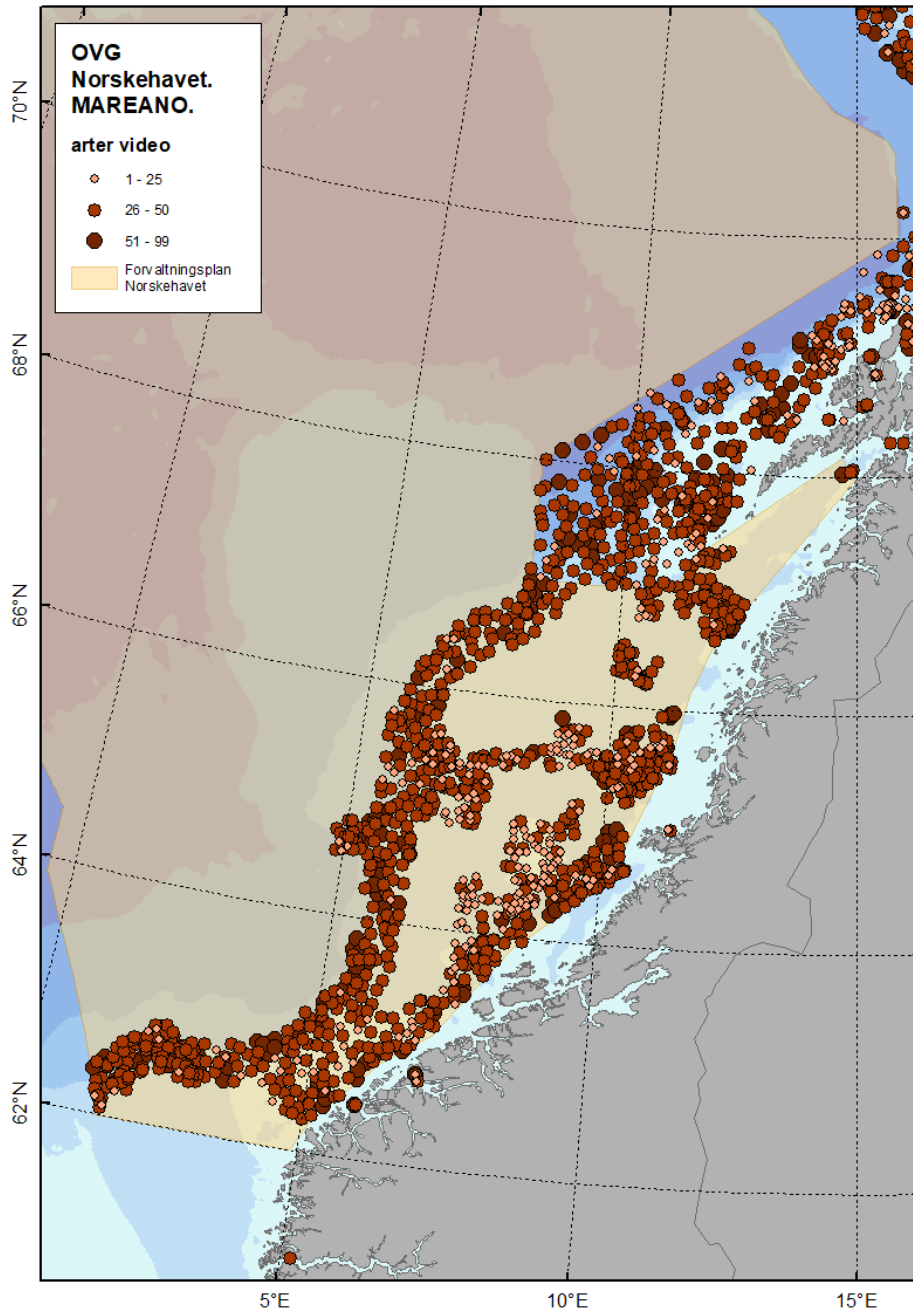 OVG
Norskehavet.
MAREANO.
arter video
1 - 25
26 - 50
51 - 99
Forvaltningsplan
Norskehavet
70°N
68°N
66°N
64°N
62°N
5°E
10°E
15°E